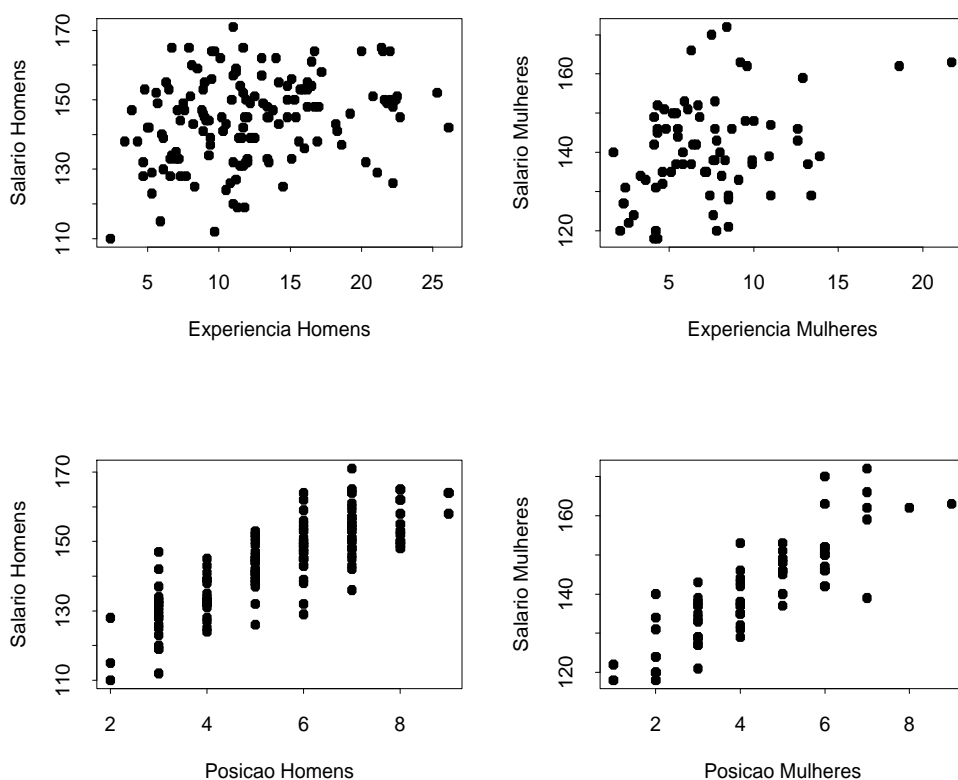 Salario Homens
110 130 150 170
5 10 15 20 25
Experiencia Homens
Salario Mulheres
120 140 160
5 10 15 20
Experiencia Mulheres
Salario Homens
110 130 150 170
2 4 6 8
Posicao Homens
Salario Mulheres
120 140 160
2 4 6 8
Posicao Mulheres